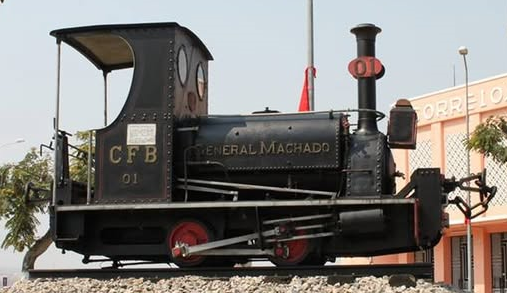 01
CORREIO
GENERAL MACHADO
CFB
01